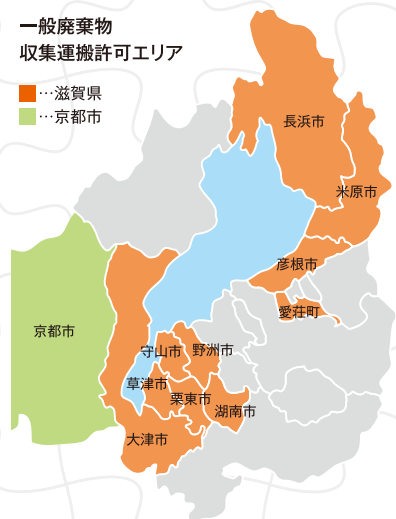 一般廃棄物
収集運搬許可エリア
…滋賀県
…京都市
長浜市
米原市
彦根市
愛荘町
京都市
守山市
野洲市
草津市
栗東市
湖南市
大津市